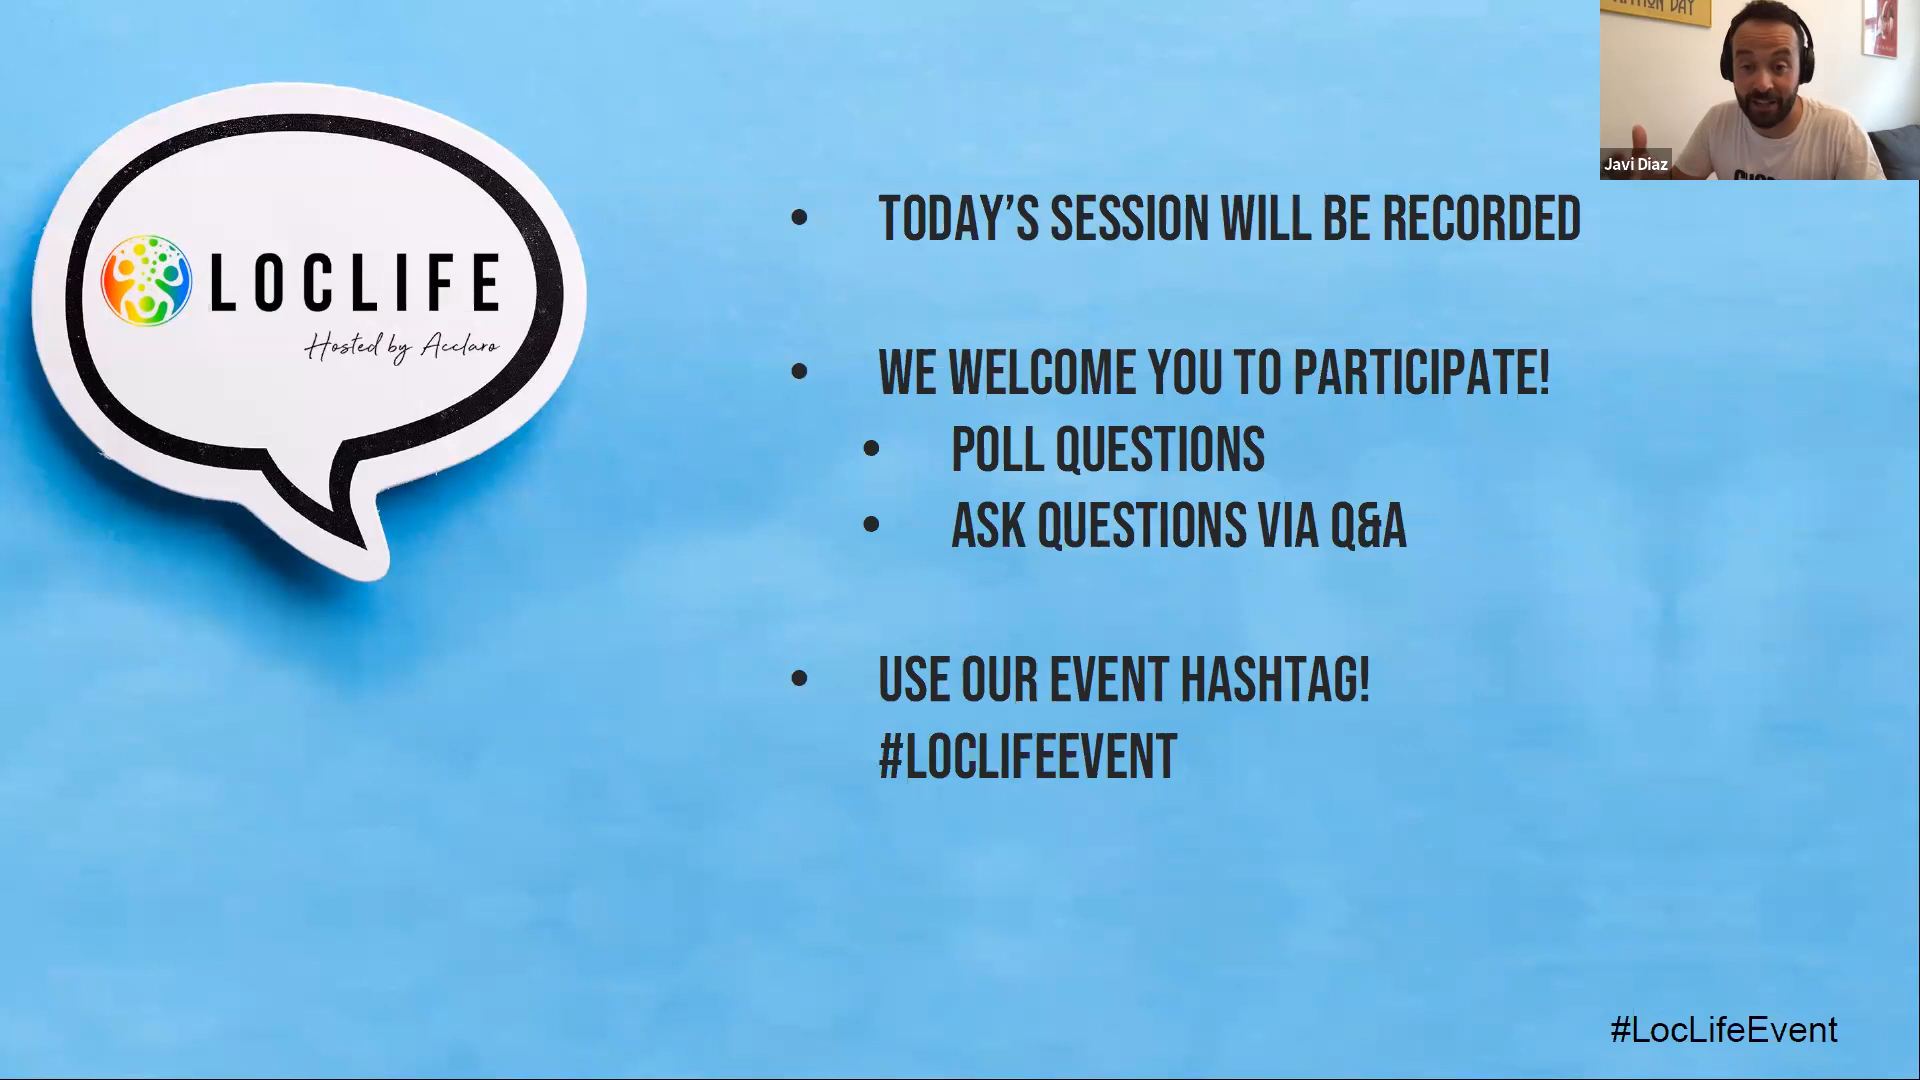 LOCLIFE
Hosted by Acclaro
Javi Diaz
• TODAY’S SESSION WILL BE RECORDED
• WE WELCOME YOU TO PARTICIPATE!
• POLL QUESTIONS
• ASK QUESTIONS VIA Q&A
• USE OUR EVENT HASHTAG!
#LOCLIFEEVENT
#LocLifeEvent